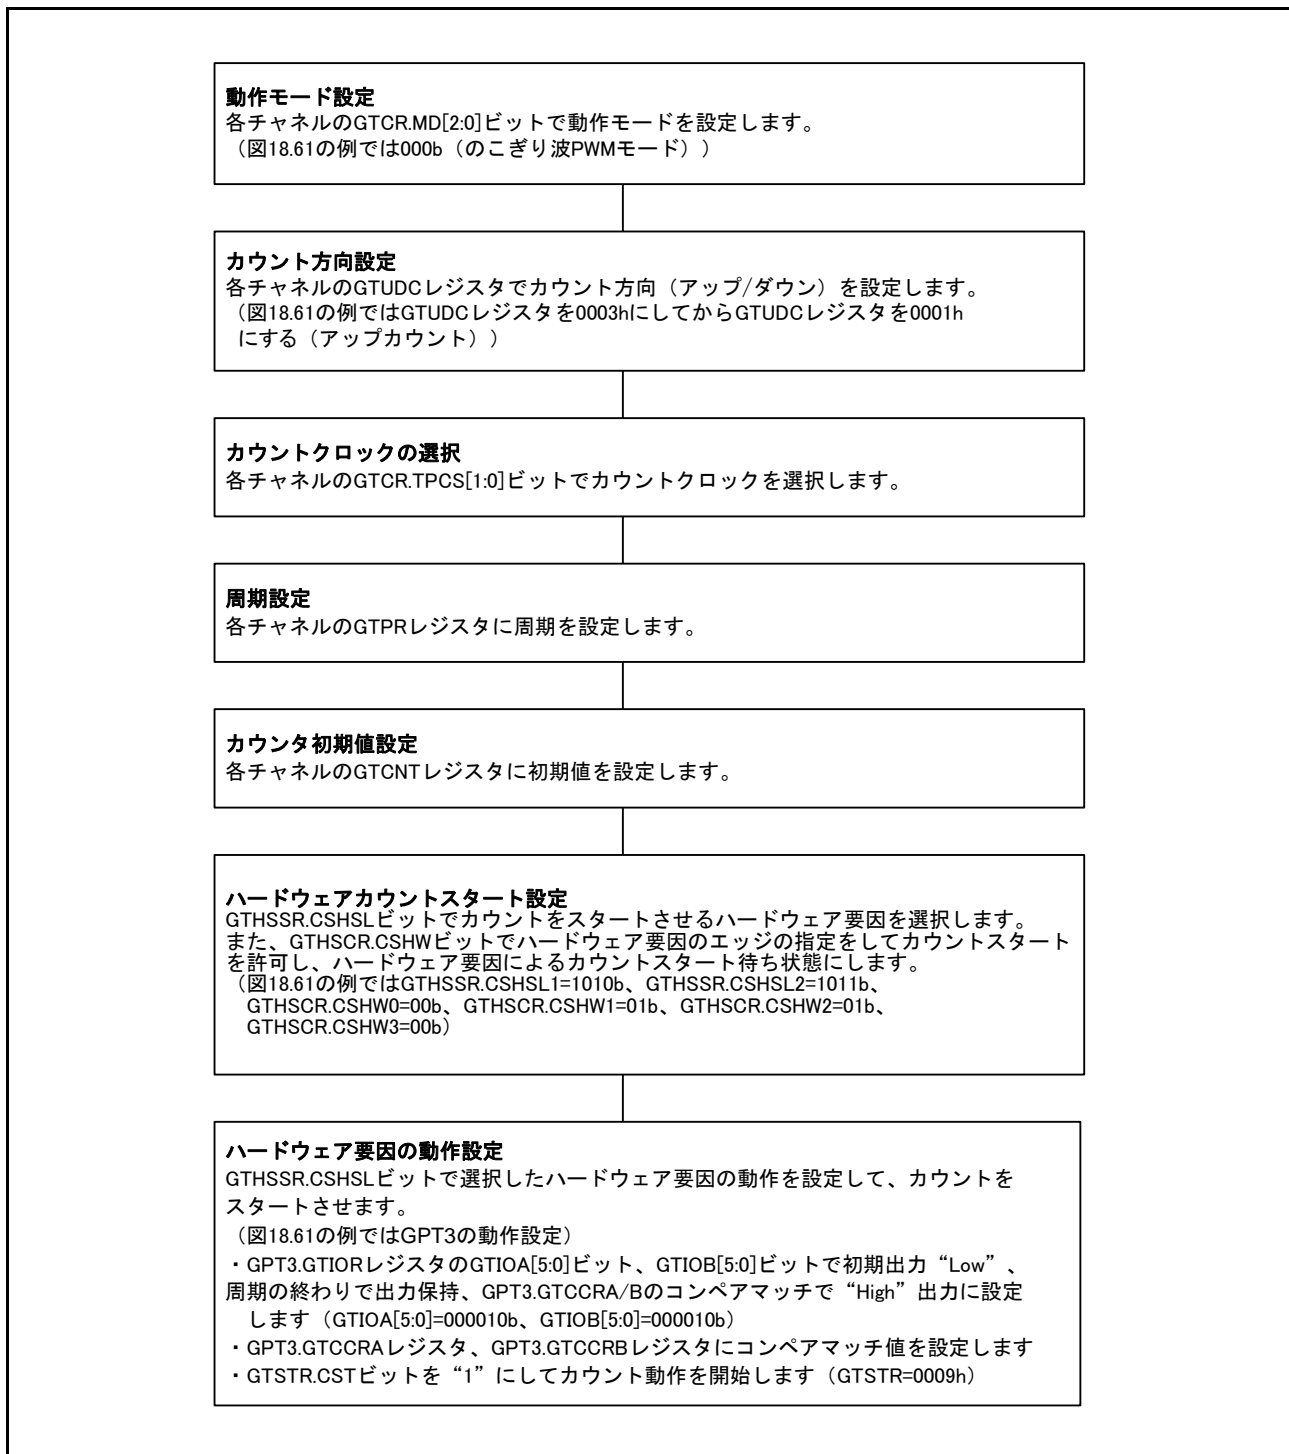 動作モード設定
各チャネルのGTCR.MD[2:0]ビットで動作モードを設定します。
（図18.61の例では000b（のこぎり波PWMモード））
カウント方向設定
各チャネルのGTUDCレジスタでカウント方向（アップ/ダウン）を設定します。
（図18.61の例ではGTUDCレジスタを0003hにしてからGTUDCレジスタを0001h
にする（アップカウント））
カウントクロックの選択
各チャネルのGTCR.TPCS[1:0]ビットでカウントクロックを選択します。
周期設定
各チャネルのGTPRレジスタに周期を設定します。
カウンタ初期値設定
各チャネルのGTCNTレジスタに初期値を設定します。
ハードウェアカウントスタート設定
GTHSSR.CSHSLビットでカウントをスタートさせるハードウェア要因を選択します。
また、GTHSCR.CSHWビットでハードウェア要因のエッジの指定をしてカウントスタート
を許可し、ハードウェア要因によるカウントスタート待ち状態にします。
（図18.61の例ではGTHSSR.CSHSL1=1010b、GTHSSR.CSHSL2=1011b、
GTHSCR.CSHW0=00b、GTHSCR.CSHW1=01b、GTHSCR.CSHW2=01b、
GTHSCR.CSHW3=00b）
ハードウェア要因の動作設定
GTHSSR.CSHSLビットで選択したハードウェア要因の動作を設定して、カウントを
スタートさせます。
（図18.61の例ではGPT3の動作設定）
・GPT3.GTIORレジスタのGTIOA[5:0]ビット、GTIOB[5:0]ビットで初期出力“Low”、
周期の終わりで出力保持、GPT3.GTCCRA/Bのコンペアマッチで“High”出力に設定
します（GTIOA[5:0]=000010b、GTIOB[5:0]=000010b）
・GPT3.GTCCRAレジスタ、GPT3.GTCCRBレジスタにコンペアマッチ値を設定します
・GTSTR.CSTビットを“1”にしてカウント動作を開始します（GTSTR=0009h）